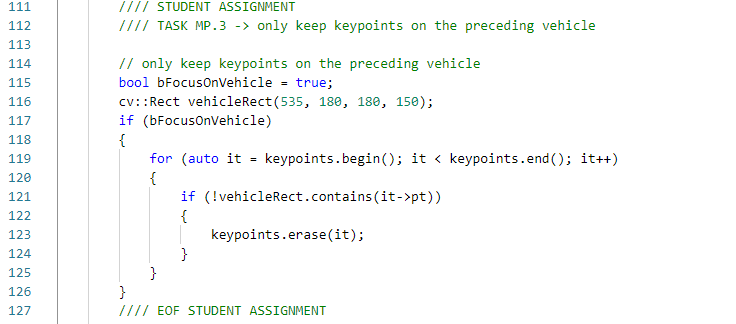 111 //// STUDENT ASSIGNMENT
112 //// TASK MP.3 -> only keep keypoints on the preceding vehicle
113
114 // only keep keypoints on the preceding vehicle
115 bool bFocusOnVehicle = true;
116 cv::Rect vehicleRect(535, 180, 180, 150);
117 if (bFocusOnVehicle)
118 {
119 for (auto it = keypoints.begin(); it < keypoints.end(); it++)
120 {
121 if (!vehicleRect.contains(it->pt))
122 {
123 keypoints.erase(it);
124 }
125 }
126 }
127 //// EOF STUDENT ASSIGNMENT